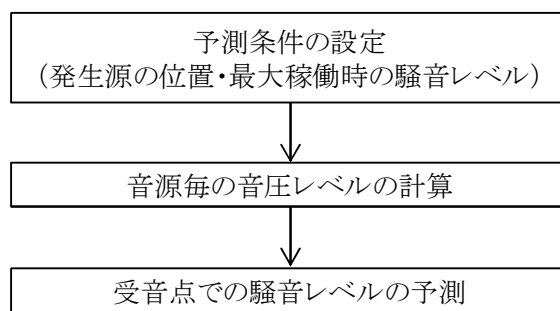 予測条件の設定
（発生源の位置・最大稼働時の騒音レベル）
音源毎の音圧レベルの計算
受音点での騒音レベルの予測